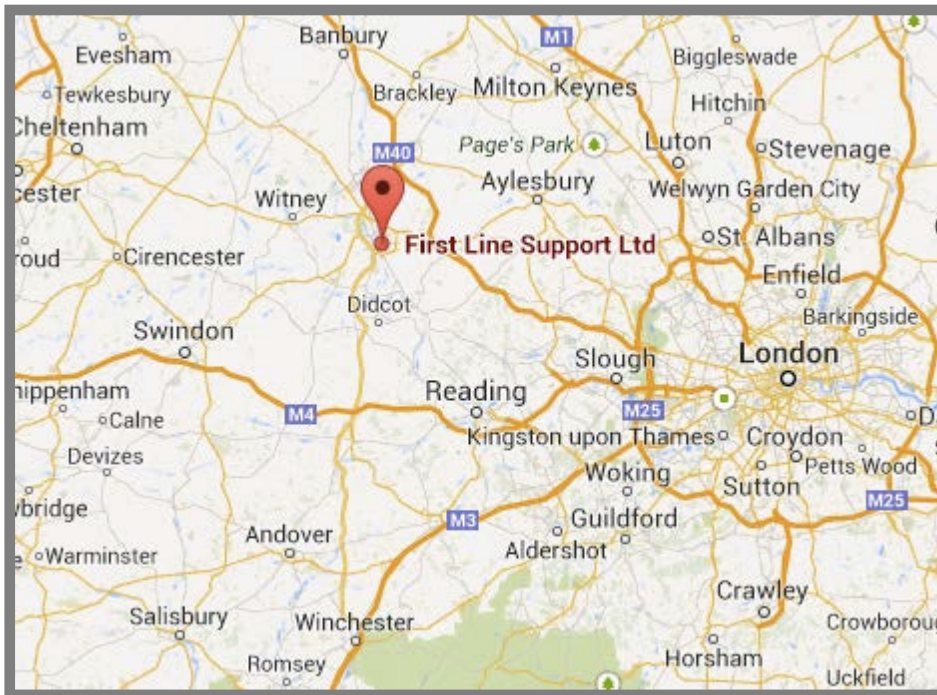 Banbury
M1
Biggleswade
Evesham
Brackley
Milton Keynes
Tewkesbury
Hitchin
Cheltenham
M40
Page's Park
Luton
Stevenage
cester
Witney
Aylesbury
Welwyn Garden City
First Line Support Ltd
St. Albans
roud
Cirencester
Enfield
Didcot
Barkingside
Swindon
Slough
London
hippenham
Reading
M4
M25
D
Calne
Kingston upon Thames
Croydon
Devizes
Woking
Petts Wood
Sutton
M25
wbridge
M3
Guildford
Andover
Aldershot
Warminster
Crawley
Salisbury
Winchester
Crowboroug
Horsham
Romsey
Uckfield